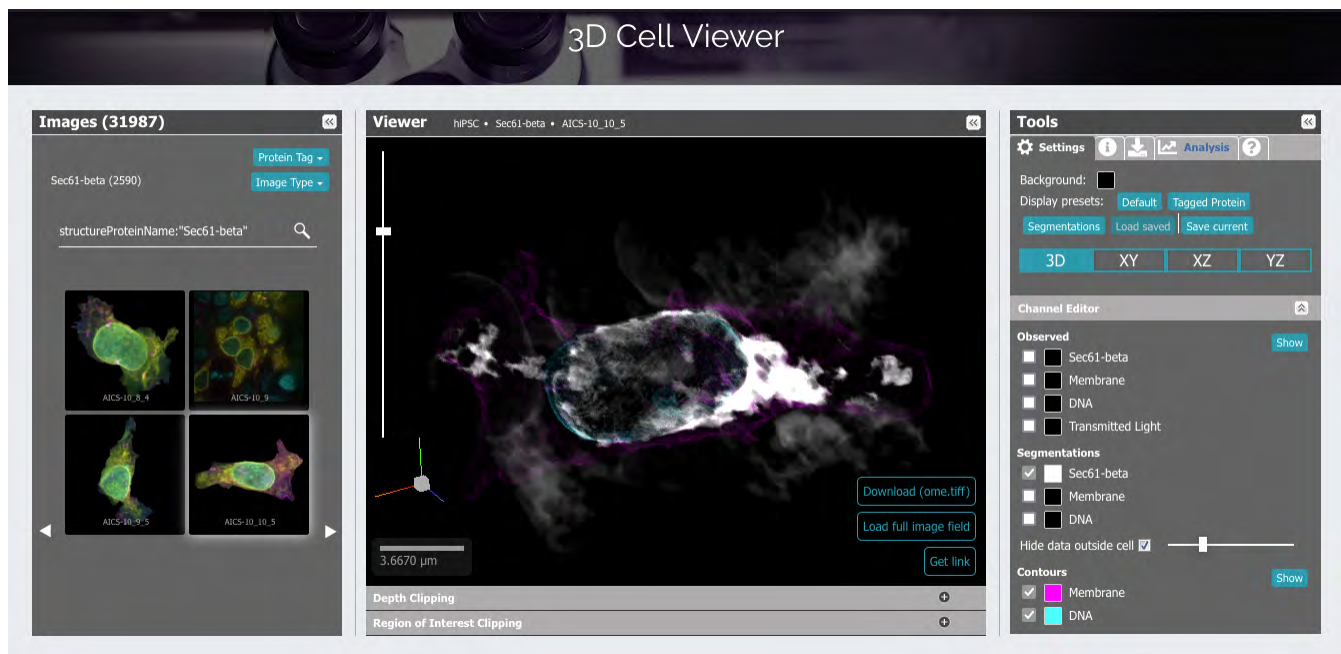 3D Cell Viewer
Images (31987)
Protein Tag
Sec61-beta (2590)
Image Type
structureProteinName:"Sec61-beta"
AICS-10_8_4
AICS-10_9
AICS-10_9_5
AICS-10_10_5
Viewer hiPSC • Sec61-beta • AICS-10_10_5
Download (ome.tiff)
Load full image field
Get link
3.6670 µm
Depth Clipping
Region of Interest Clipping
Tools
Settings Analysis ?
Background:
Display presets: Default Tagged Protein
Segmentations Load saved Save current
3D XY XZ YZ
Channel Editor
Observed Show
Sec61-beta
Membrane
DNA
Transmitted Light
Segmentations
Sec61-beta
Membrane
DNA
Hide data outside cell
Contours Show
Membrane
DNA